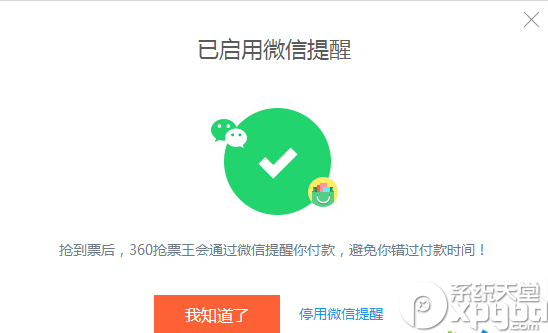 已启用微信提醒
抢到票后，360抢票王会通过微信提醒你付款，避免你错过付款时间！
我知道了
停用微信提醒
系统天堂